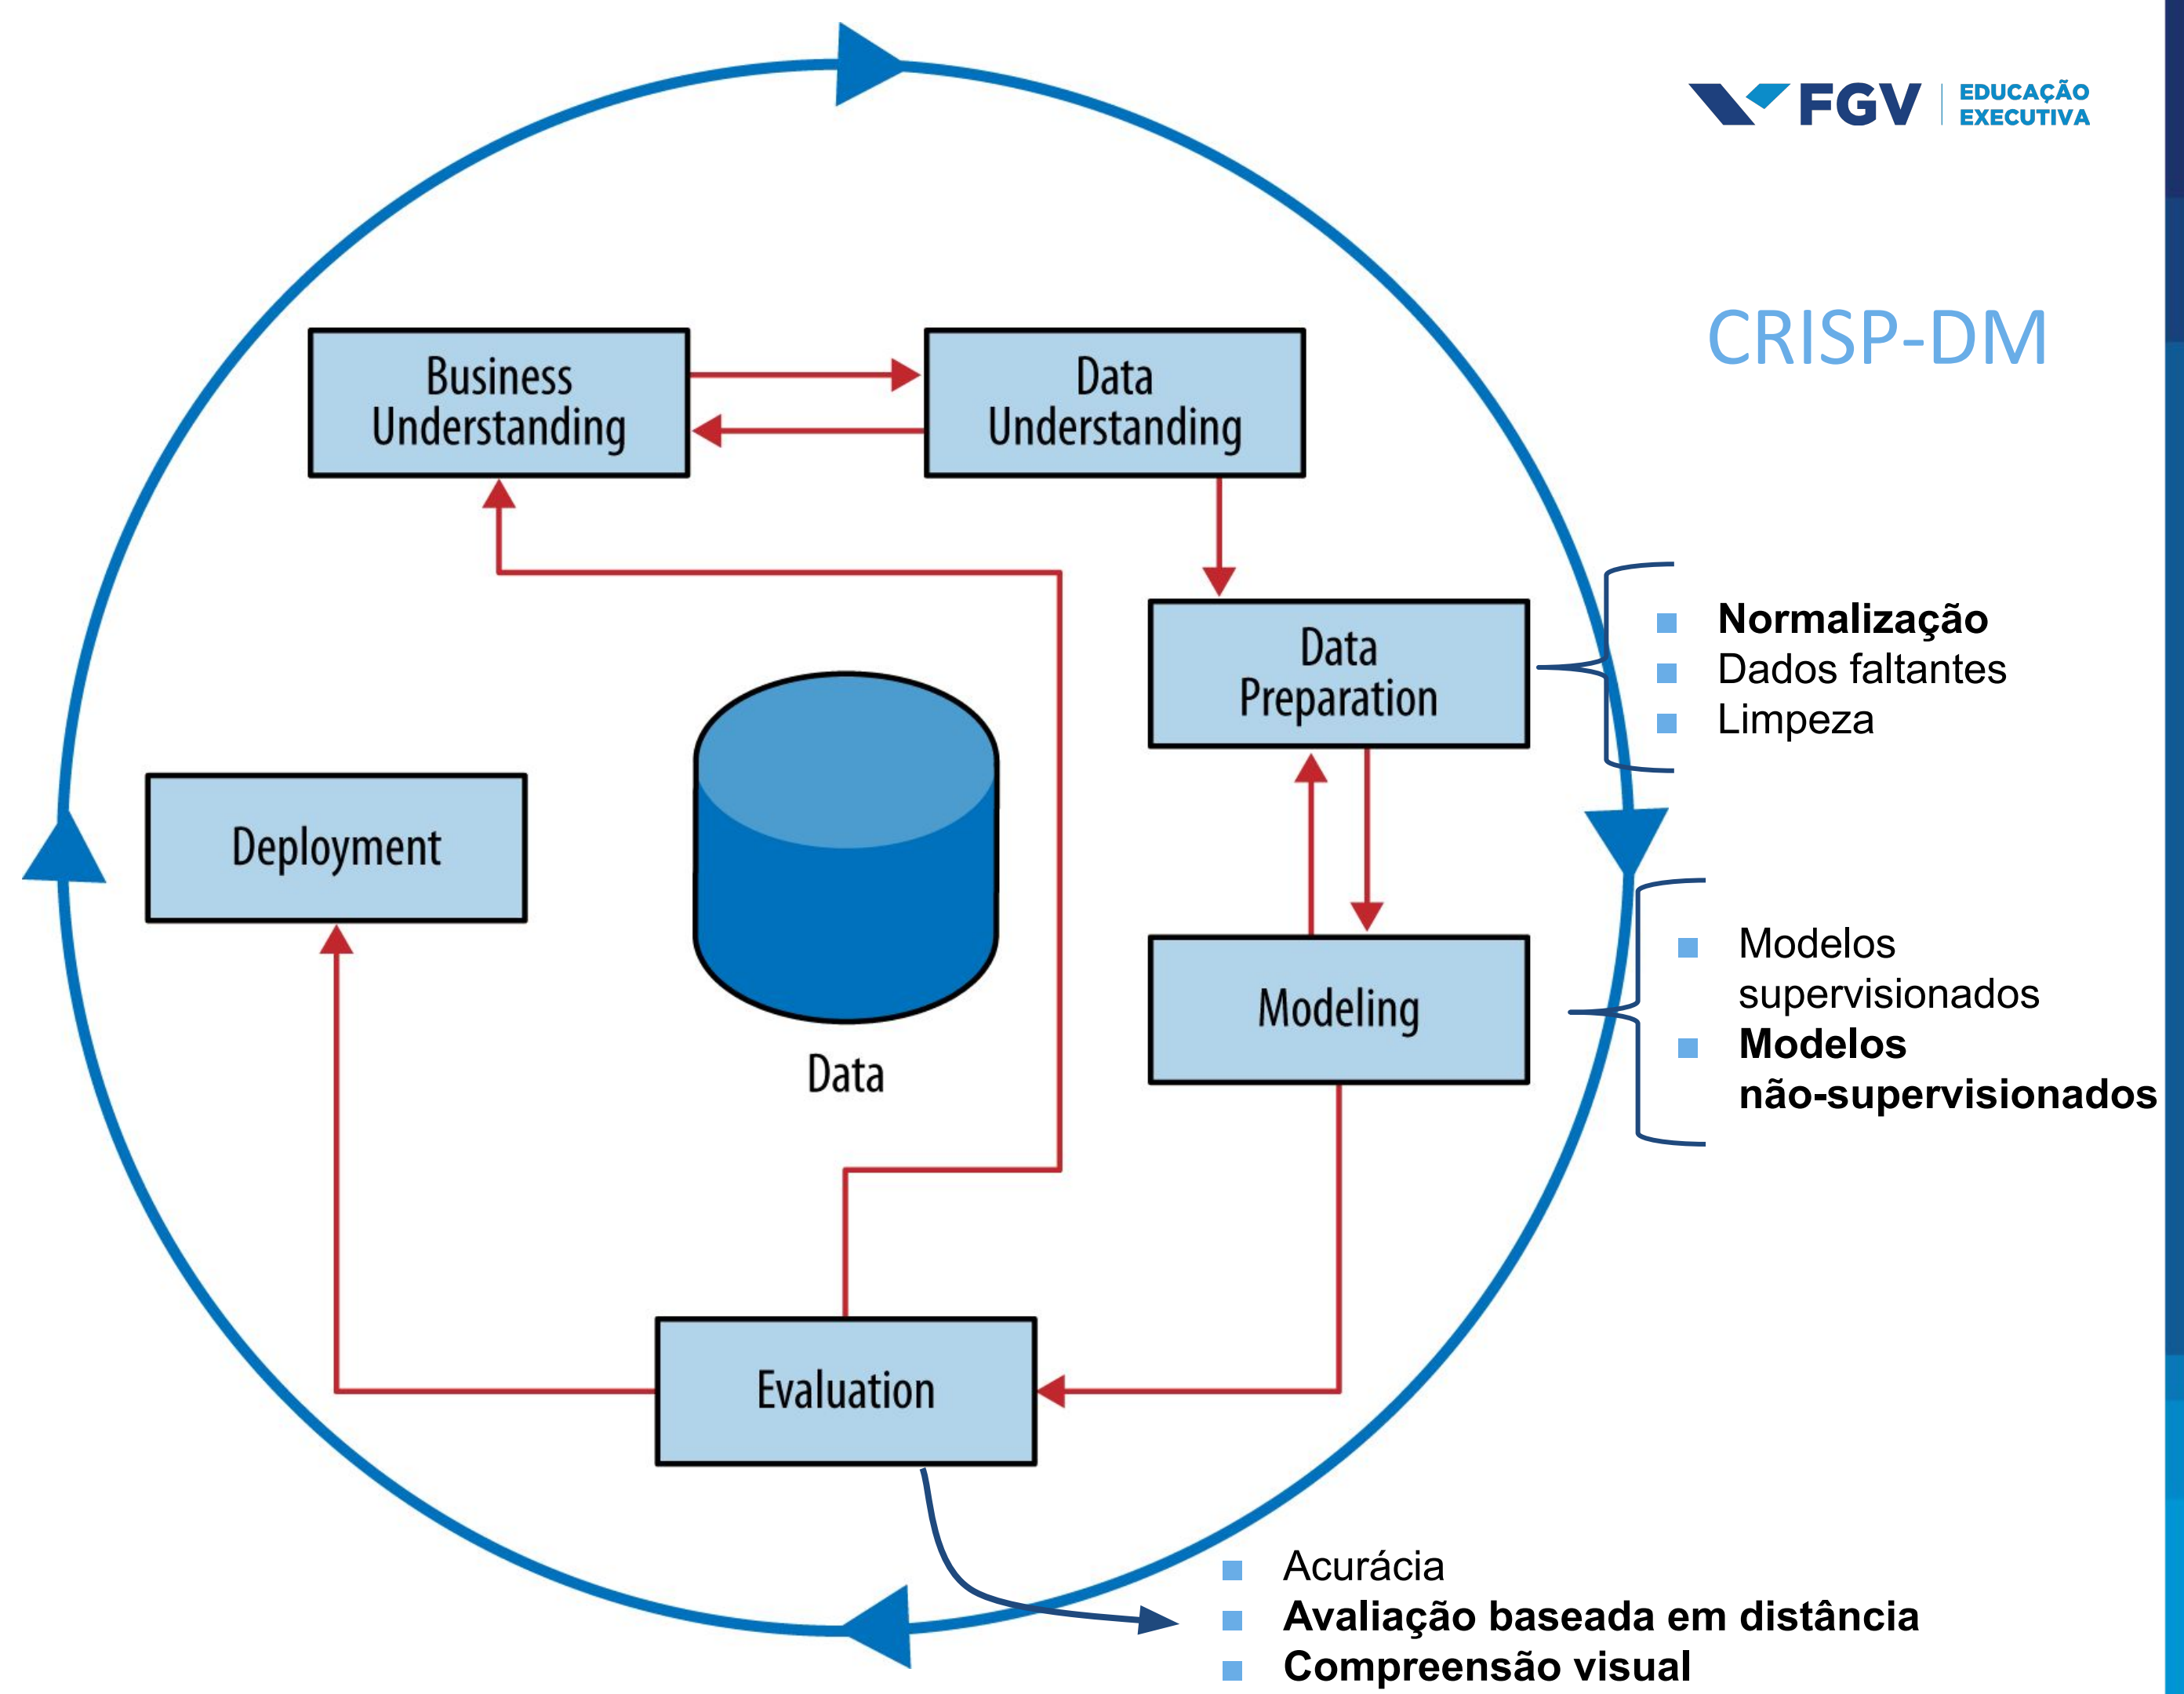 FGV
EDUCAÇÃO
EXECUTIVA
CRISP-DM
Business
Understanding
Data
Understanding
Data
Preparation
Normalização
Dados faltantes
Limpeza
Deployment
Data
Modeling
Modelos
supervisionados
Modelos
não-supervisionados
Evaluation
Acurácia
Avaliação baseada em distância
Compreensão visual